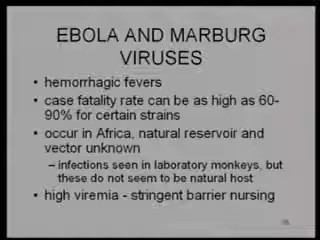 EBOLA AND MARBURG
VIRUSES
• hemorrhagic fevers
• case fatality rate can be as high as 60-
90% for certain strains
• occur in Africa, natural reservoir and
vector unknown
– infections seen in laboratory monkeys, but
these do not seem to be natural host
• high viremia - stringent barrier nursing